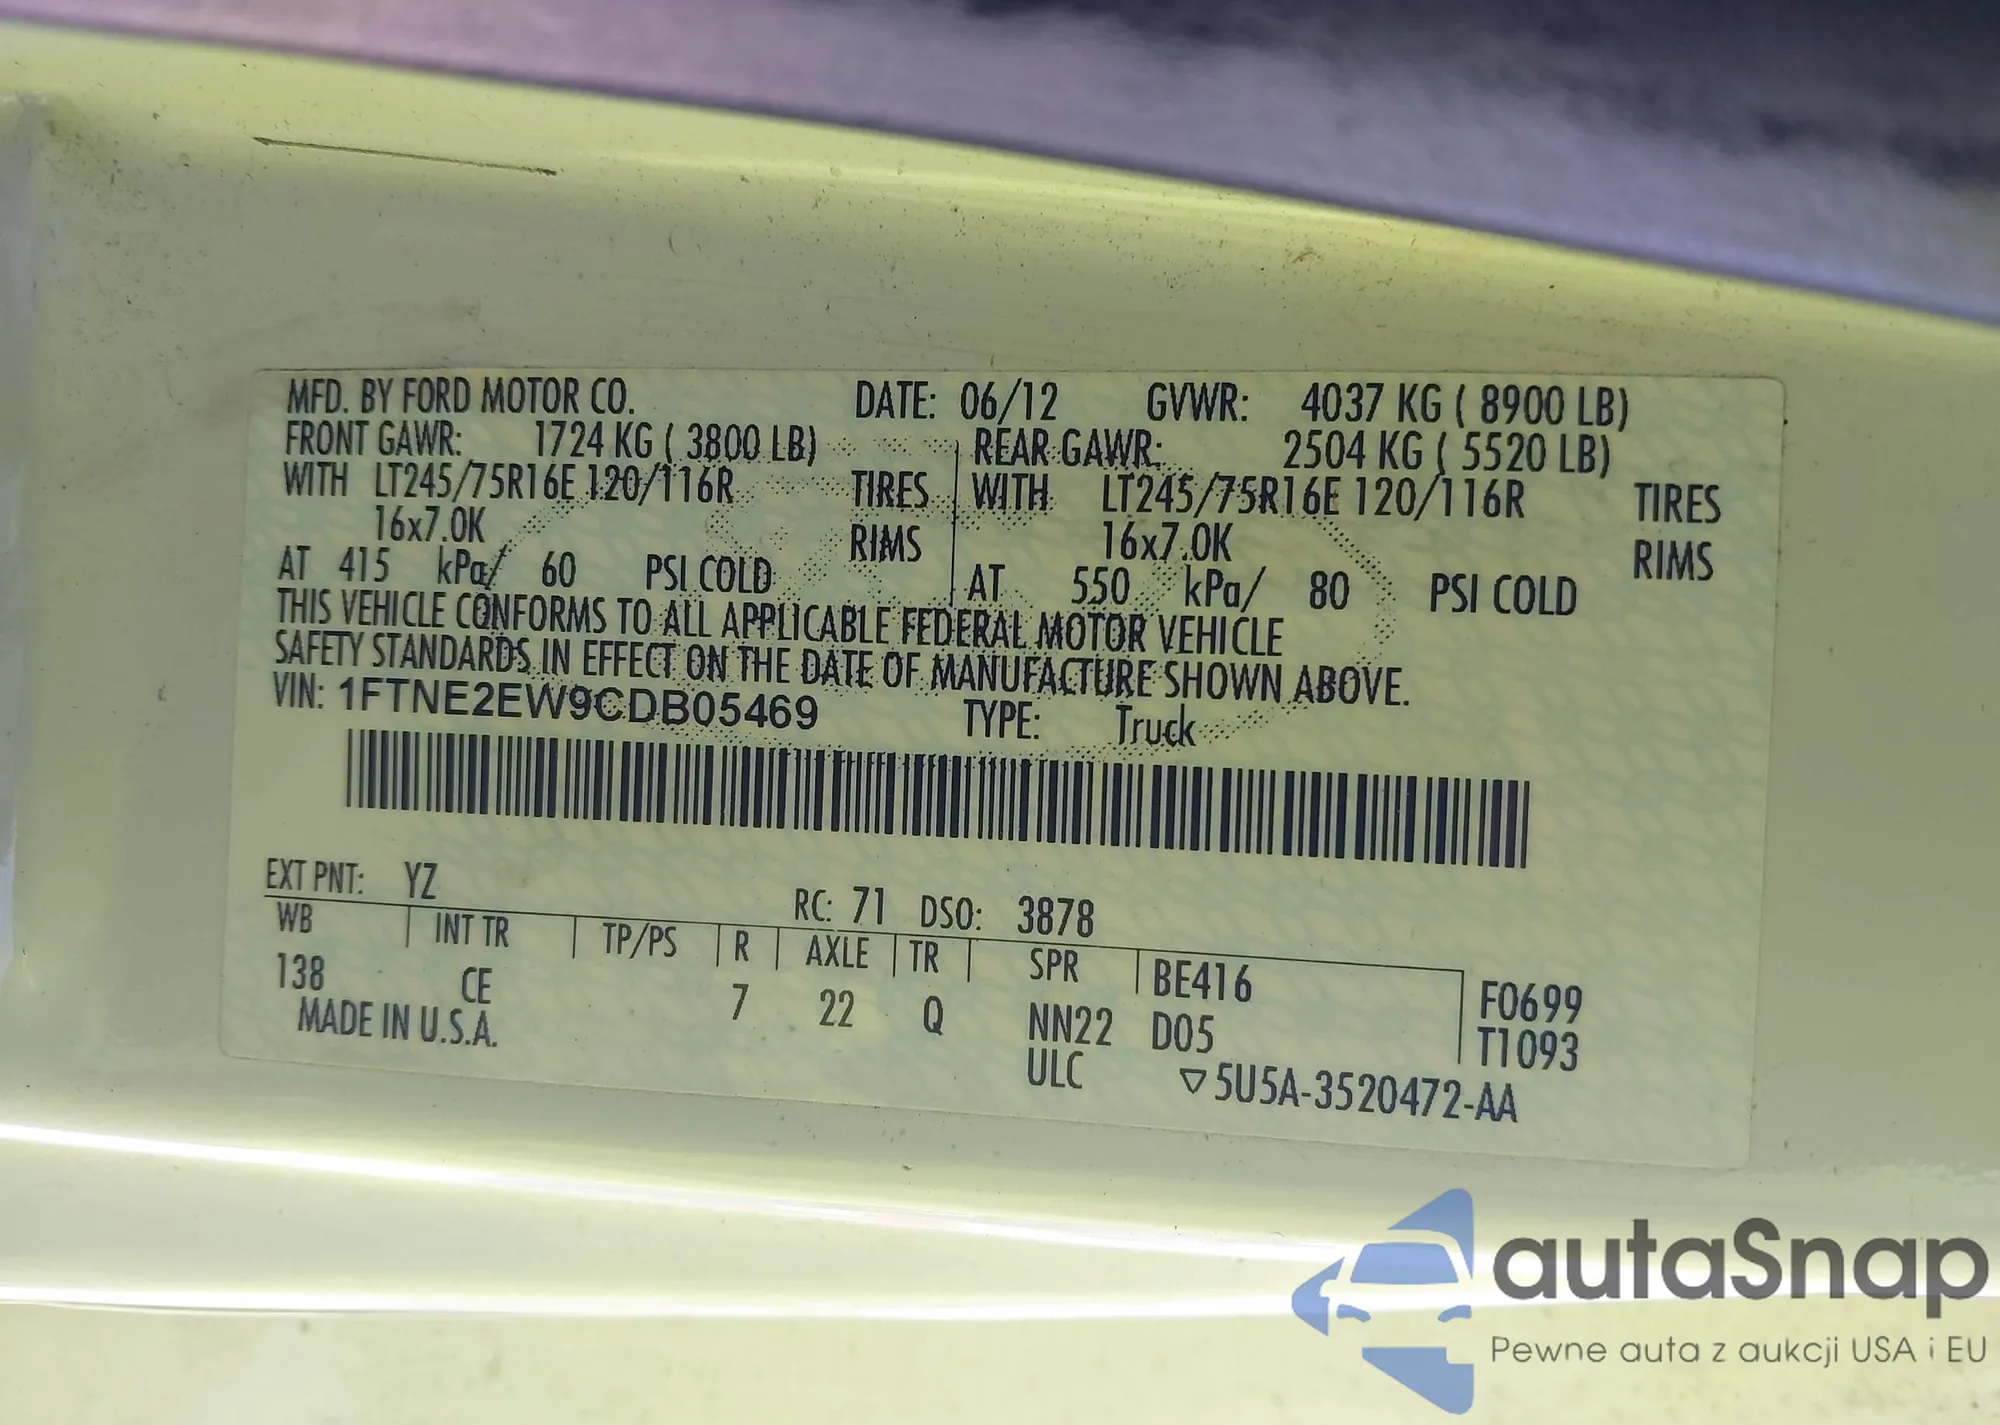 MFD. BY FORD MOTOR CO. DATE: 06/12 GVWR: 4037 KG ( 8900 LB)
FRONT GAWR: 1724 KG ( 3800 LB) REAR GAWR: 2504 KG ( 5520 LB)
WITH LT245/75R16E 120/116R TIRES WITH LT245/75R16E 120/116R TIRES
16x7.0K RIMS 16x7.0K RIMS
AT 415 kPa/ 60 PSI COLD AT 550 kPa/ 80 PSI COLD
THIS VEHICLE CONFORMS TO ALL APPLICABLE FEDERAL MOTOR VEHICLE
SAFETY STANDARDS IN EFFECT ON THE DATE OF MANUFACTURE SHOWN ABOVE.
VIN: 1FTNE2EW9CDB05469 TYPE: Truck
EXT PNT: YZ RC: 71 DSO: 3878
WB INT TR TP/PS R AXLE TR SPR BE416 F0699
138 CE 7 22 Q NN22 D05 T1093
MADE IN U.S.A. ULC ▽5U5A-3520472-AA
autaSnap
Pewne auta z aukcji USA i EU